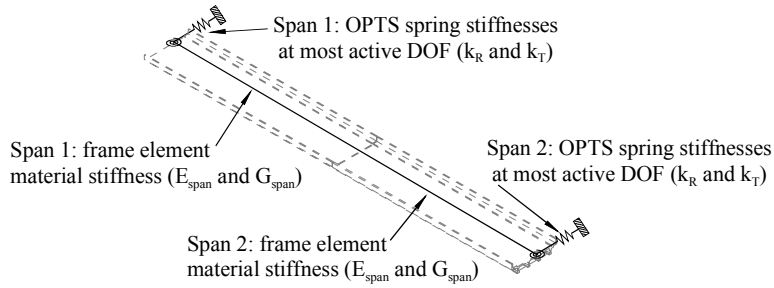 Span 1: OPTS spring stiffnesses
at most active DOF (k_R and k_T)
Span 1: frame element
material stiffness (E_span and G_span)
Span 2: OPTS spring stiffnesses
at most active DOF (k_R and k_T)
Span 2: frame element
material stiffness (E_span and G_span)